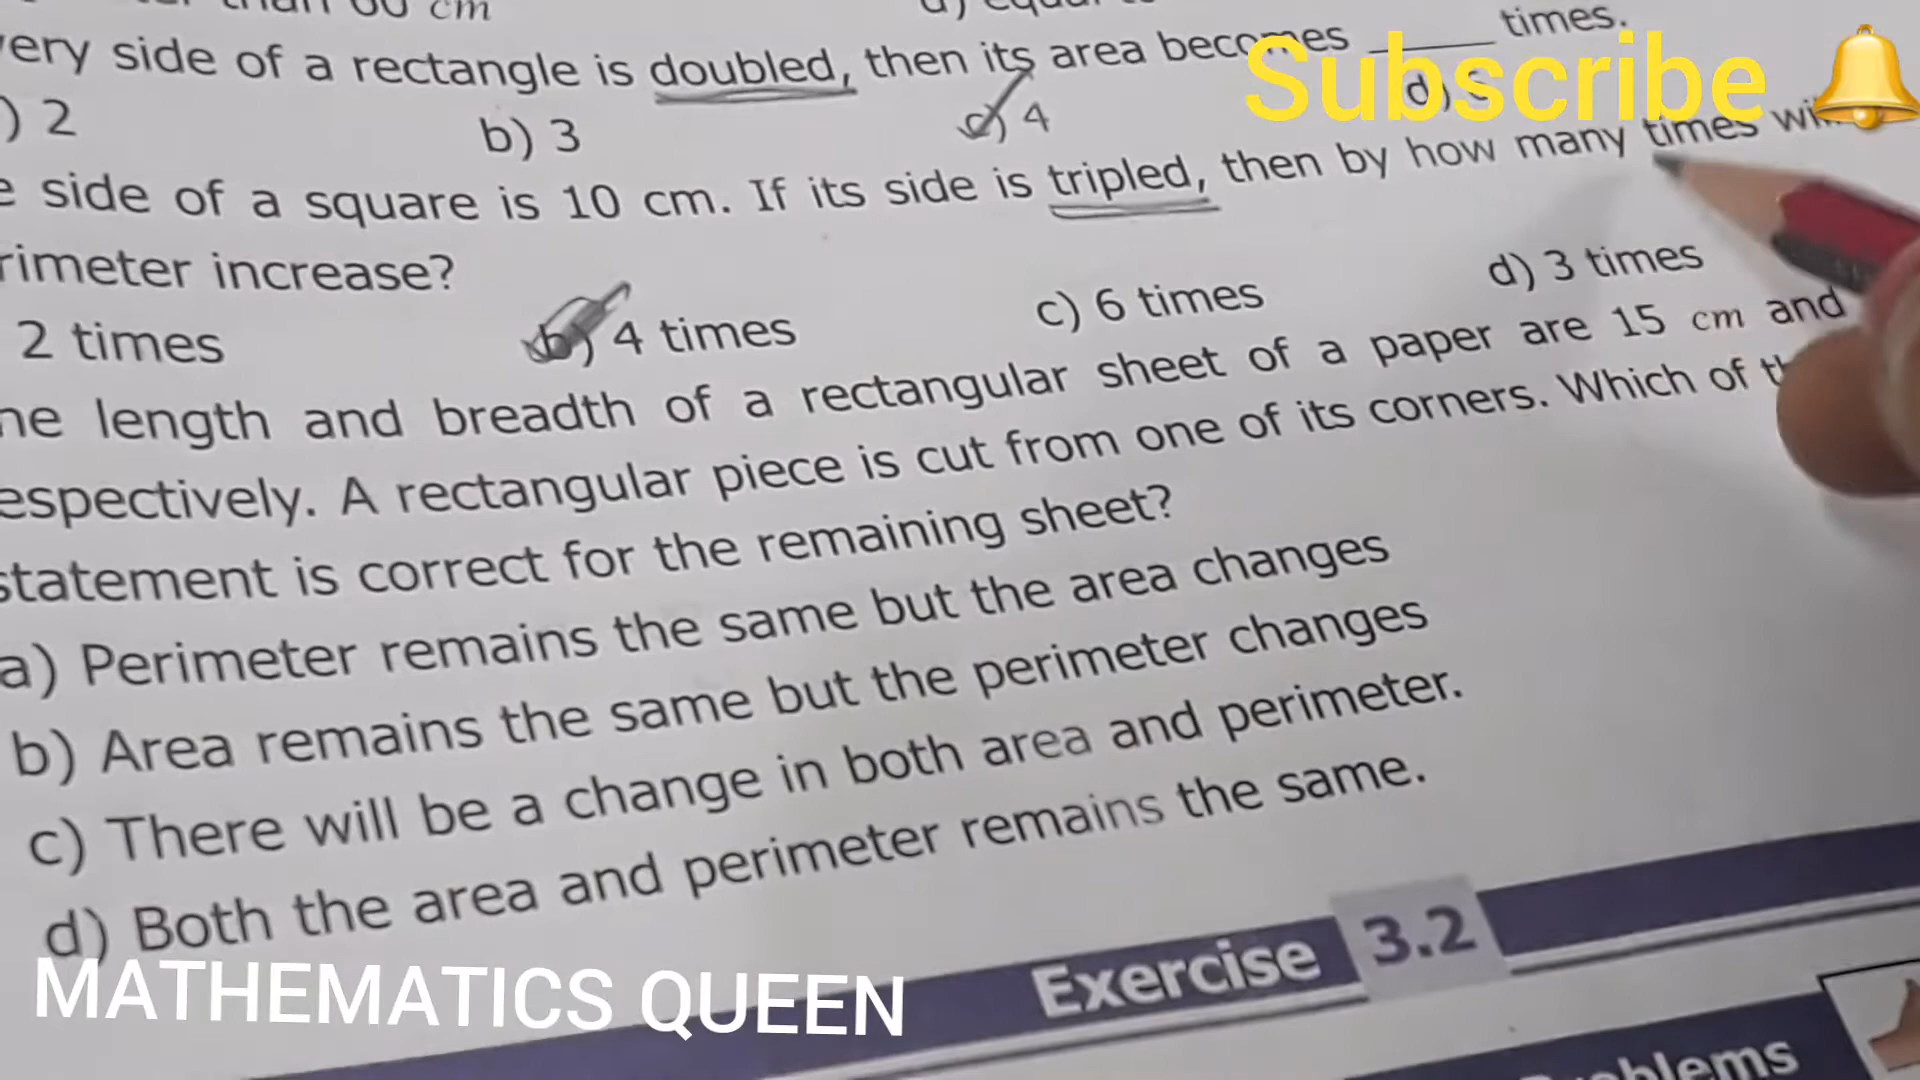 cm
very side of a rectangle is doubled, then its area becomes ____ times.
) 2 b) 3 c) 4 d)
side of a square is 10 cm. If its side is tripled, then by how many times
rimeter increase?
2 times b) 4 times c) 6 times d) 3 times
he length and breadth of a rectangular sheet of a paper are 15 cm and
espectively. A rectangular piece is cut from one of its corners. Which of
statement is correct for the remaining sheet?
a) Perimeter remains the same but the area changes
b) Area remains the same but the perimeter changes
c) There will be a change in both area and perimeter.
d) Both the area and perimeter remains the same.
Exercise 3.2
Subscribe
MATHEMATICS QUEEN